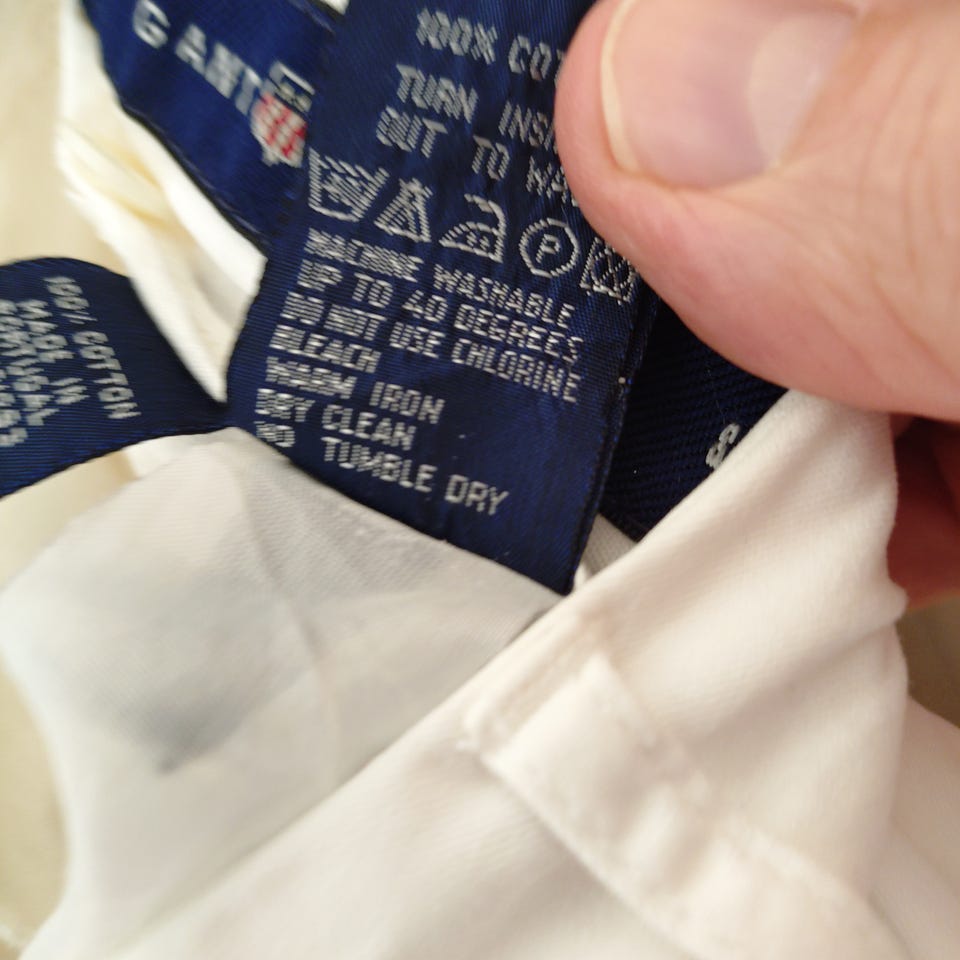 GANT
100% COT
TURN INSI
OUT TO WA
P
MACHINE WASHABLE
UP TO 40 DEGREES
DO NOT USE CHLORINE
BLEACH
WARM IRON
DRY CLEAN
NO TUMBLE DRY
100% COTTON
MADE IN
&